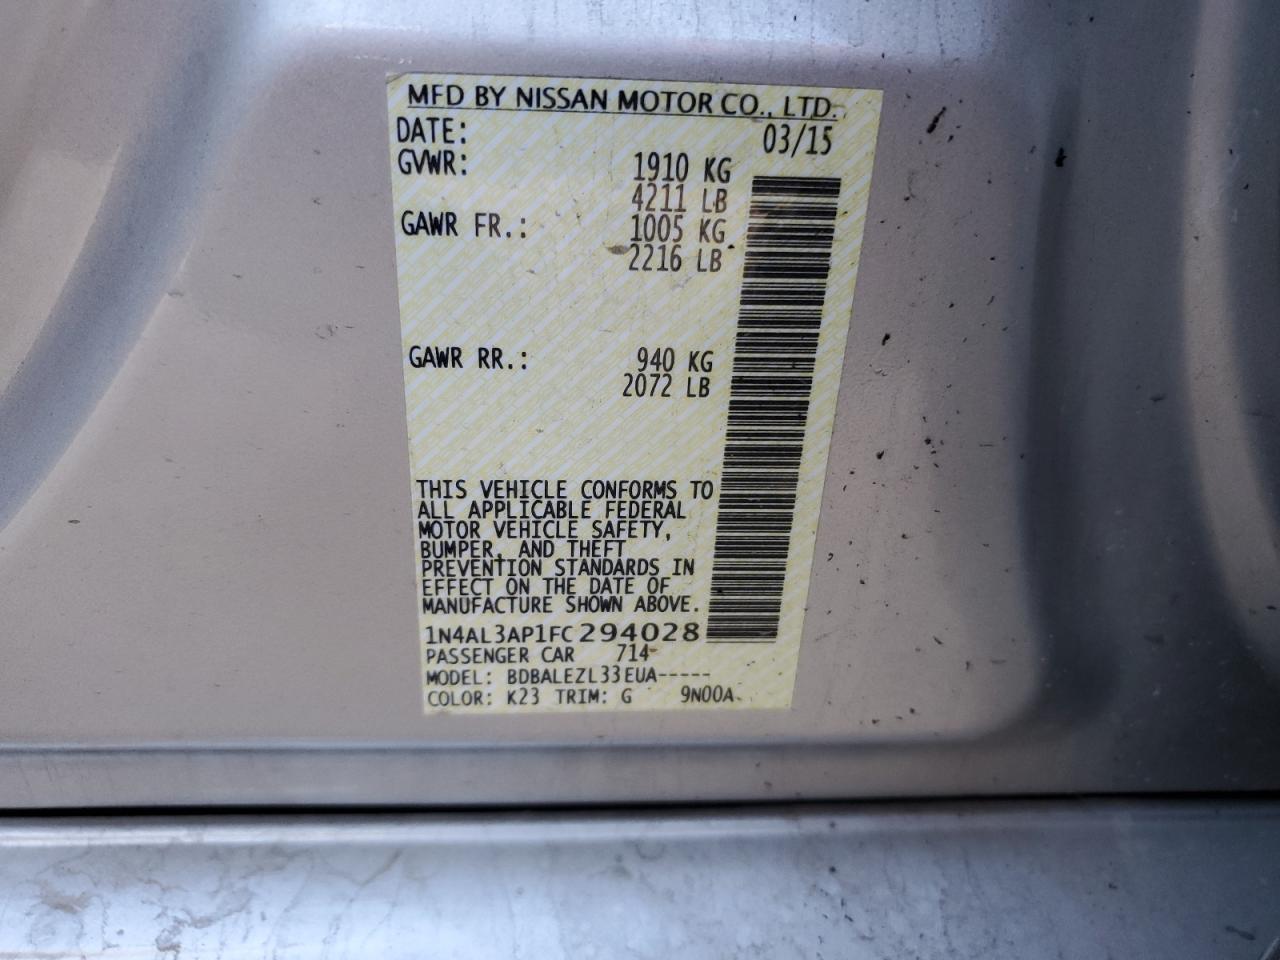 MFD BY NISSAN MOTOR CO., LTD.
DATE: 03/15
GVWR: 1910 KG
4211 LB
GAWR FR.: 1005 KG
2216 LB
GAWR RR.: 940 KG
2072 LB
THIS VEHICLE CONFORMS TO
ALL APPLICABLE FEDERAL
MOTOR VEHICLE SAFETY,
BUMPER, AND THEFT
PREVENTION STANDARDS IN
EFFECT ON THE DATE OF
MANUFACTURE SHOWN ABOVE.
1N4AL3AP1FC294028
PASSENGER CAR 714
MODEL: BDBALEZL33EUA-----
COLOR: K23 TRIM: G 9N00A